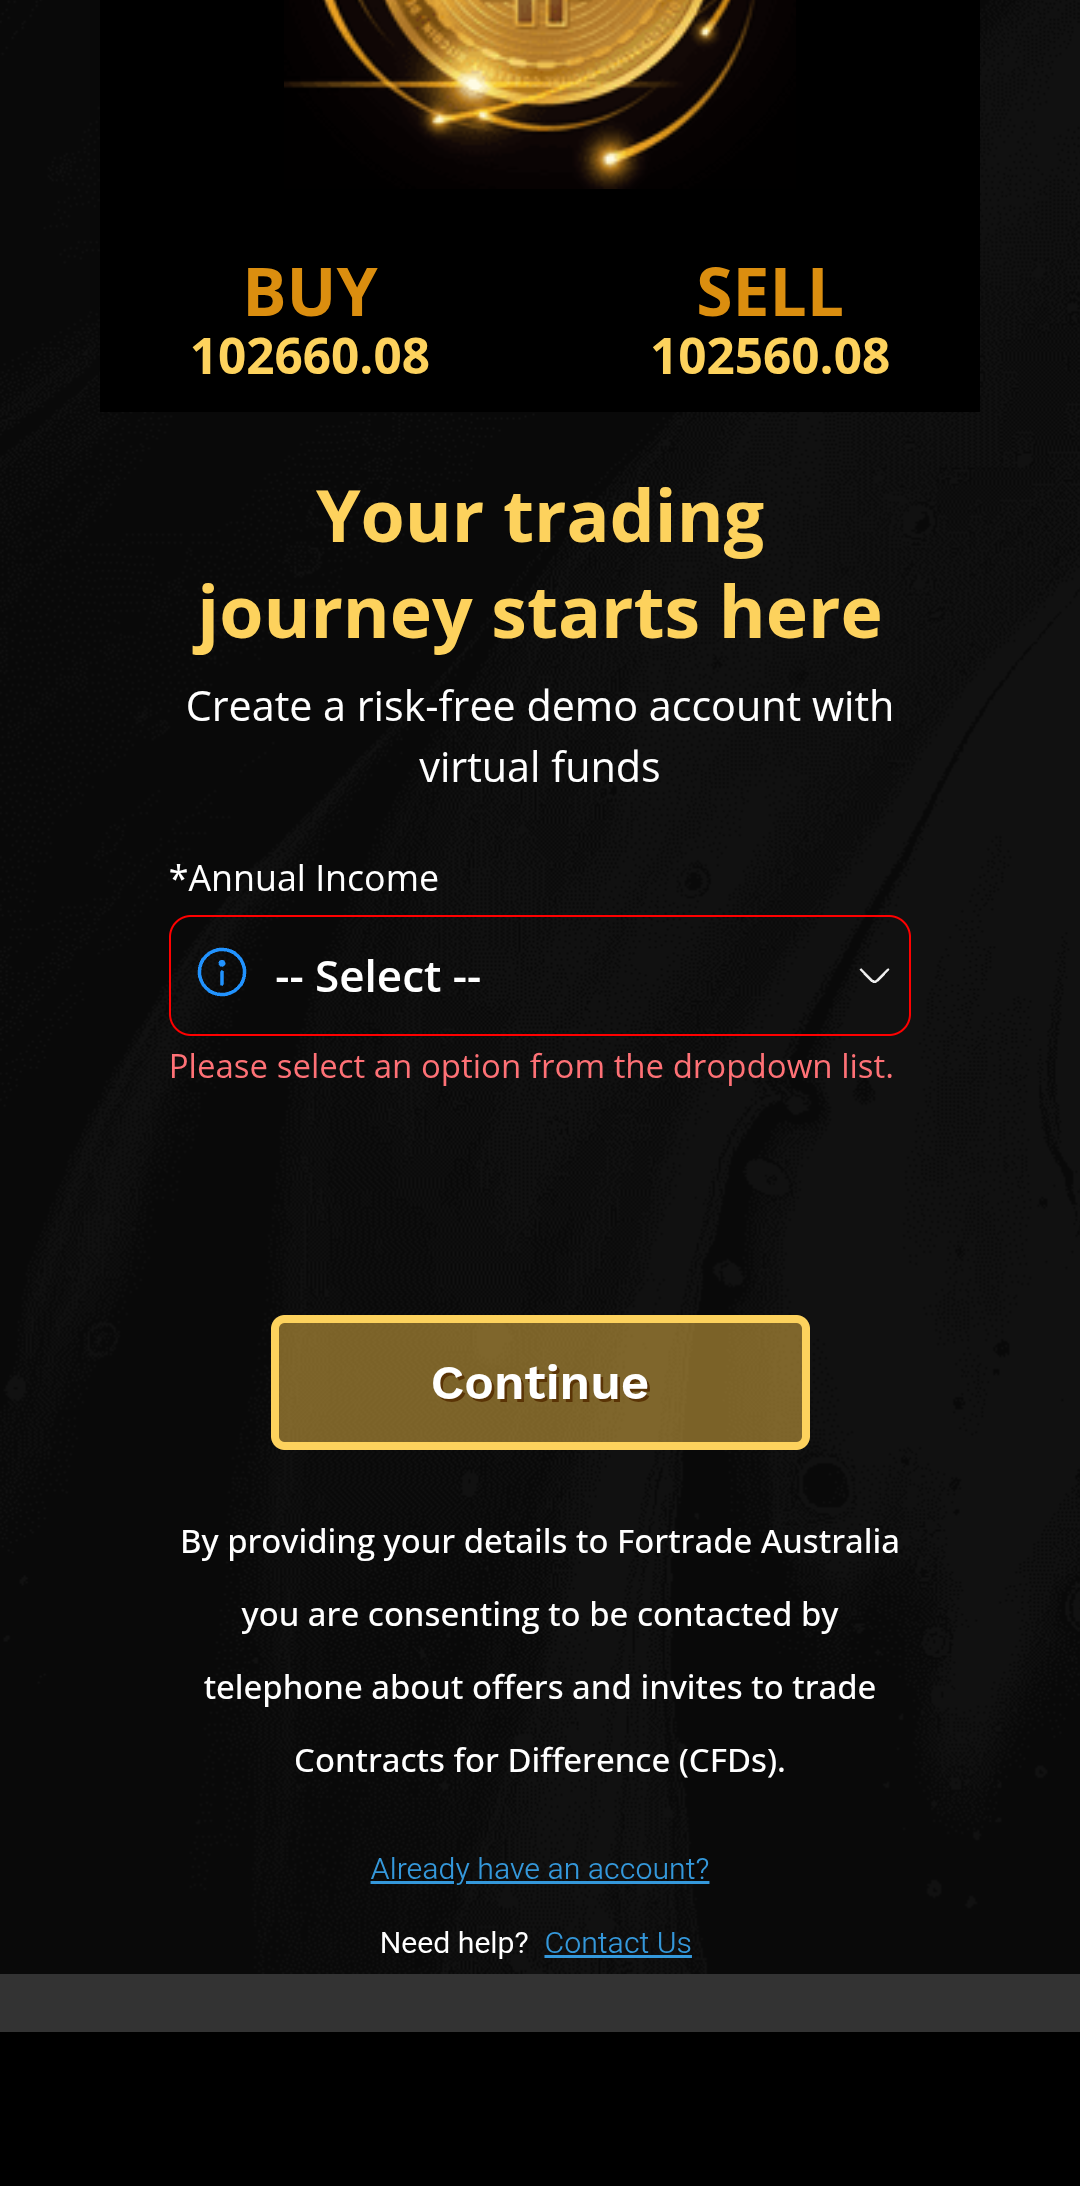 BUY
102660.08
SELL
102560.08
Your trading
journey starts here
Create a risk-free demo account with
virtual funds
*Annual Income
-- Select --
Please select an option from the dropdown list.
Continue
By providing your details to Fortrade Australia
you are consenting to be contacted by
telephone about offers and invites to trade
Contracts for Difference (CFDs).
Already have an account?
Need help? Contact Us